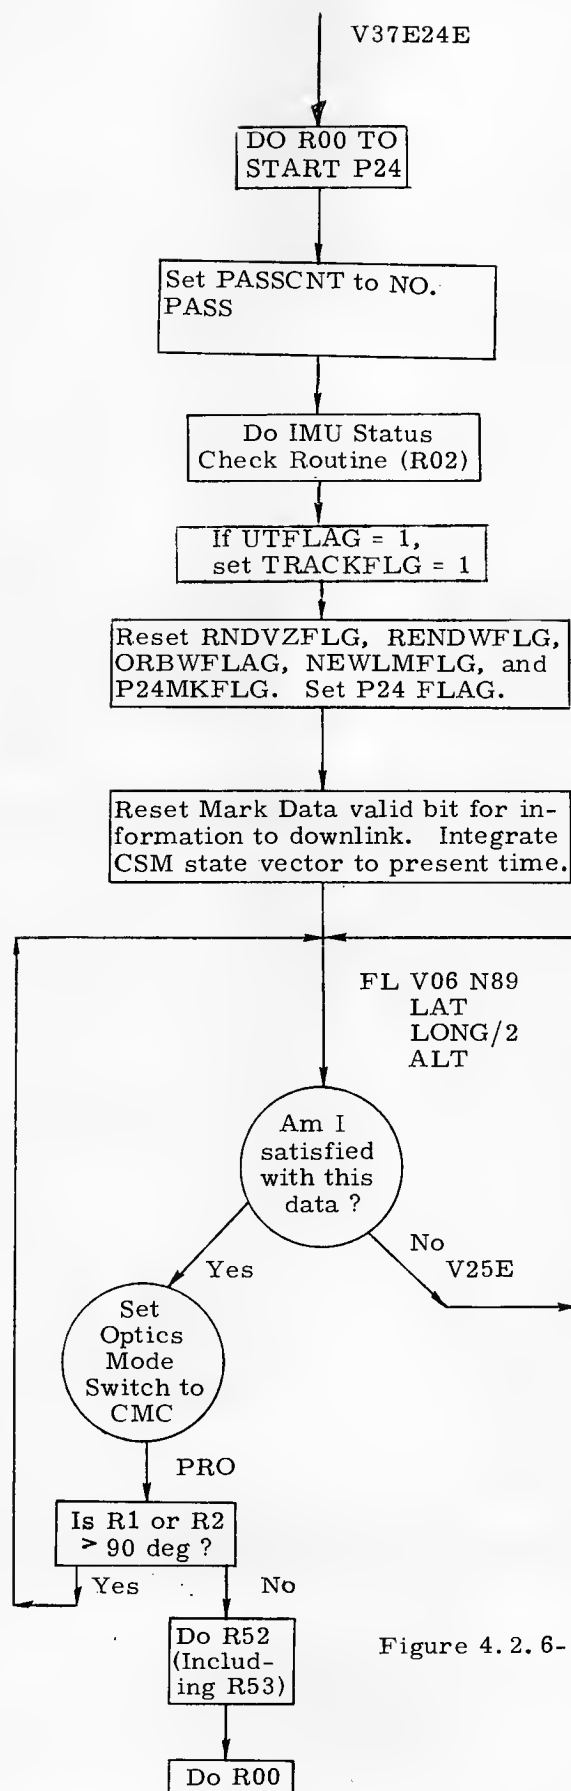 V37E24E
DO R00 TO
START P24
Set PASSCNT to NO.
PASS
Do IMU Status
Check Routine (R02)
If UTFLAG = 1,
set TRACKFLG = 1
Reset RNDVZFLG, RENDWFLG,
ORBWFLAG, NEWLMFLG, and
P24MKFLG. Set P24 FLAG.
Reset Mark Data valid bit for in-
formation to downlink. Integrate
CSM state vector to present time.
FL V06 N89
LAT
LONG/2
ALT
Am I
satisfied
with this
data ?
No
V25E
Yes
Set
Optics
Mode
Switch to
CMC
PRO
Is R1 or R2
> 90 deg ?
Yes
No
Do R52
(Includ-
ing R53)
Figure 4.2.6-
Do R00